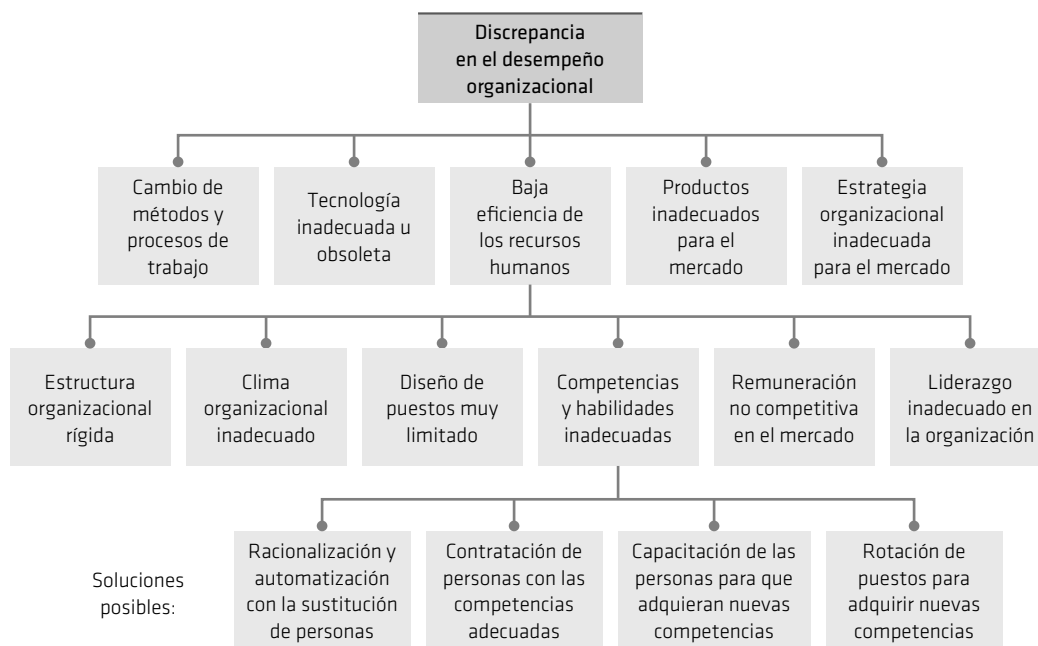 Discrepancia
en el desempeño
organizacional
Cambio de
métodos y
procesos de
trabajo
Tecnología
inadecuada u
obsoleta
Baja
eficiencia de
los recursos
humanos
Productos
inadecuados
para el
mercado
Estrategia
organizacional
inadecuada
para el mercado
Estructura
organizacional
rígida
Clima
organizacional
inadecuado
Diseño de
puestos muy
limitado
Competencias
y habilidades
inadecuadas
Remuneración
no competitiva
en el mercado
Liderazgo
inadecuado en
la organización
Soluciones
posibles:
Racionalización y
automatización
con la sustitución
de personas
Contratación de
personas con las
competencias
adecuadas
Capacitación de las
personas para que
adquieran nuevas
competencias
Rotación de
puestos para
adquirir nuevas
competencias